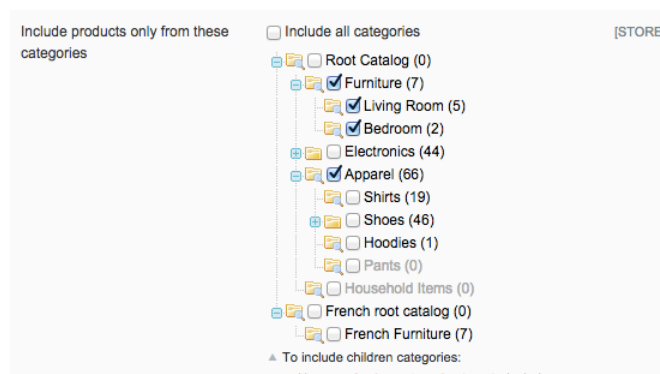 Include products only from these
categories
Include all categories
[STORE
Root Catalog (0)
Furniture (7)
Living Room (5)
Bedroom (2)
Electronics (44)
Apparel (66)
Shirts (19)
Shoes (46)
Hoodies (1)
Pants (0)
Household Items (0)
French root catalog (0)
French Furniture (7)
To include children categories: